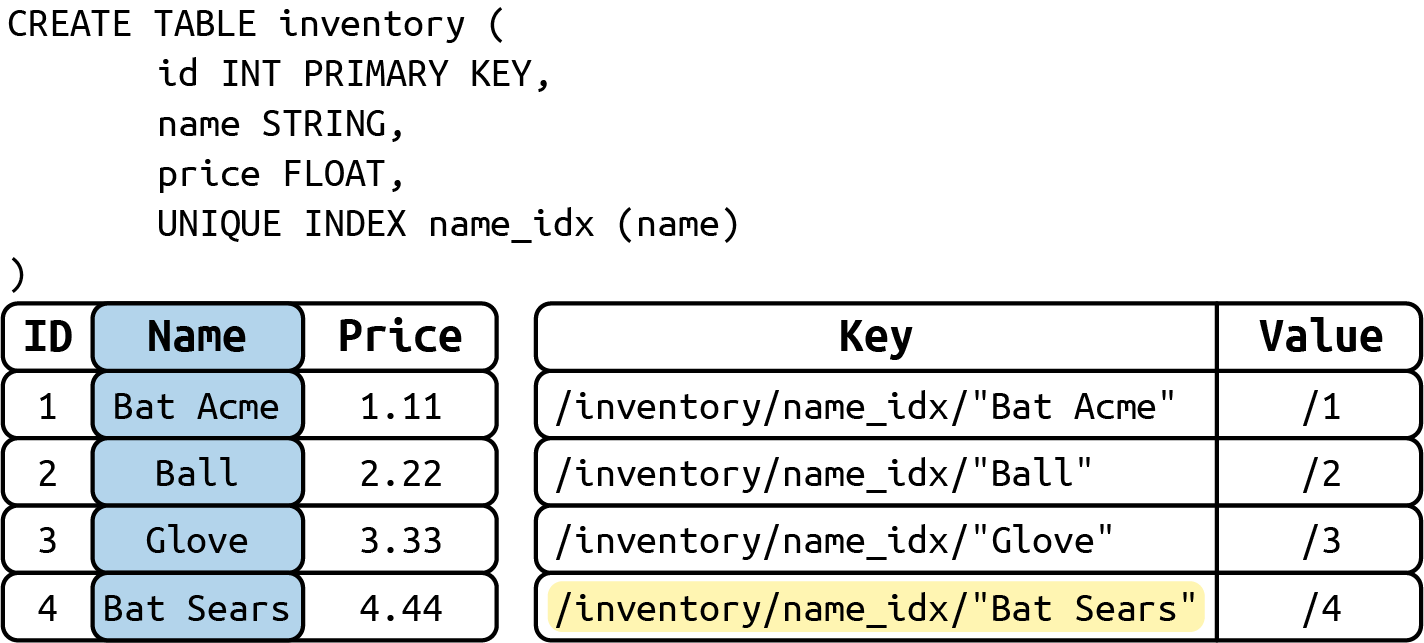 CREATE TABLE inventory (
id INT PRIMARY KEY,
name STRING,
price FLOAT,
UNIQUE INDEX name_idx (name)
)
ID Name Price
1 Bat Acme 1.11
2 Ball 2.22
3 Glove 3.33
4 Bat Sears 4.44
Key Value
/inventory/name_idx/"Bat Acme" /1
/inventory/name_idx/"Ball" /2
/inventory/name_idx/"Glove" /3
/inventory/name_idx/"Bat Sears" /4